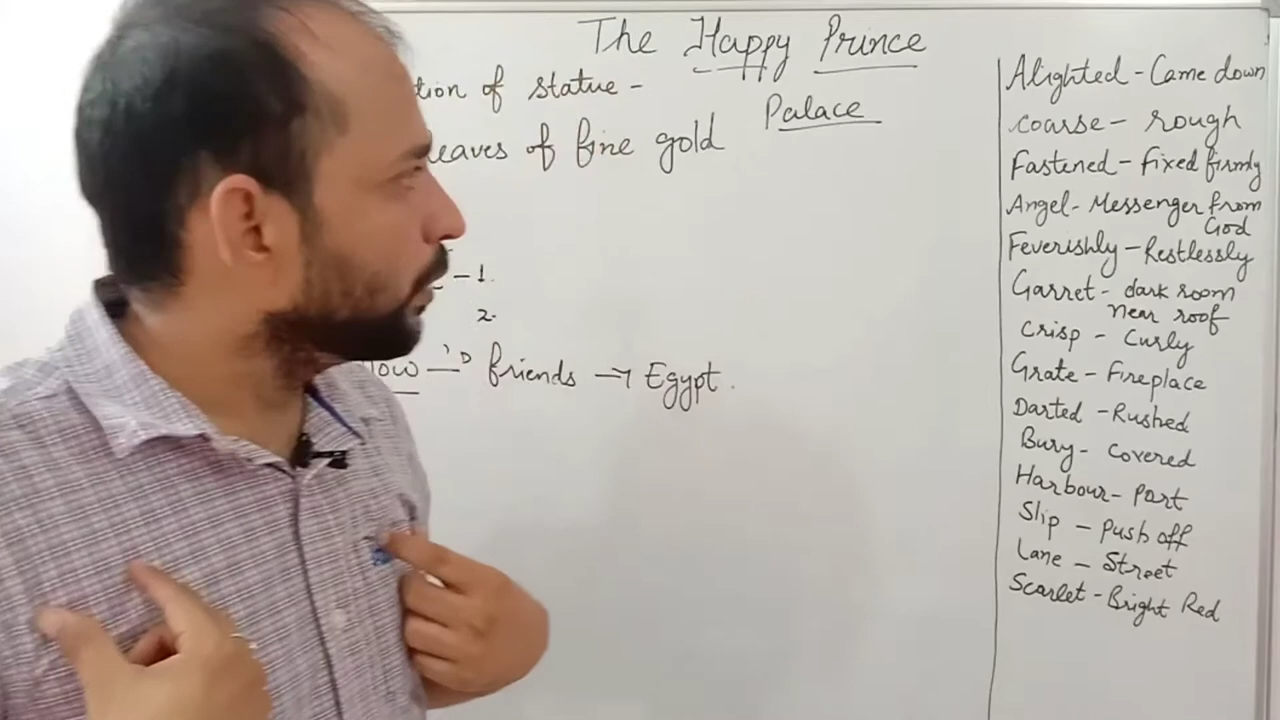 The Happy Prince
tion of statue -
Palace
leaves of fine gold
- 1.
2.
friends → Egypt.
Alighted - Came down
coarse - rough
Fastened - fixed firmly
Angel - Messenger from
God
Feverishly - Restlessly
Garret - dark room
near roof
Crisp - Curly
Grate - Fireplace
Darted - Rushed
Bury - Covered
Harbour - Port
Slip - Push off
Lane - Street
Scarlet - Bright Red